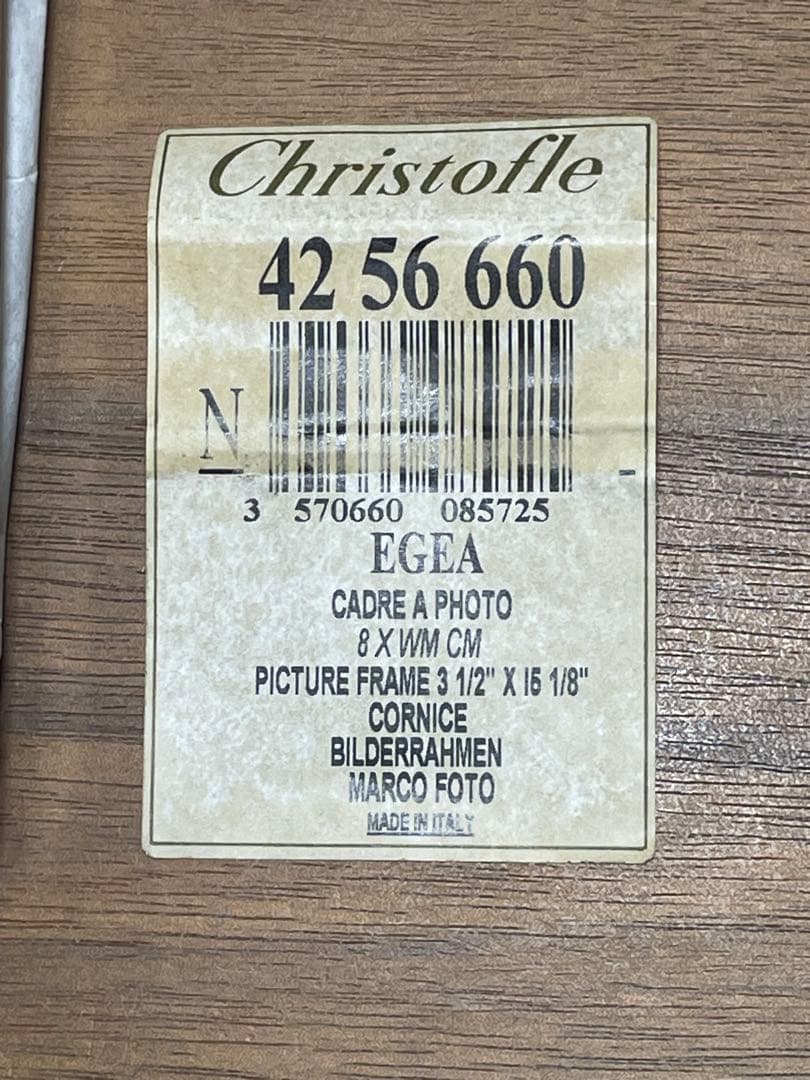 Christofle
42 56 660
N
3 570660 085725
EGEA
CADRE A PHOTO
8 X WM CM
PICTURE FRAME 3 1/2" X I5 1/8"
CORNICE
BILDERRAHMEN
MARCO FOTO
MADE IN ITALY